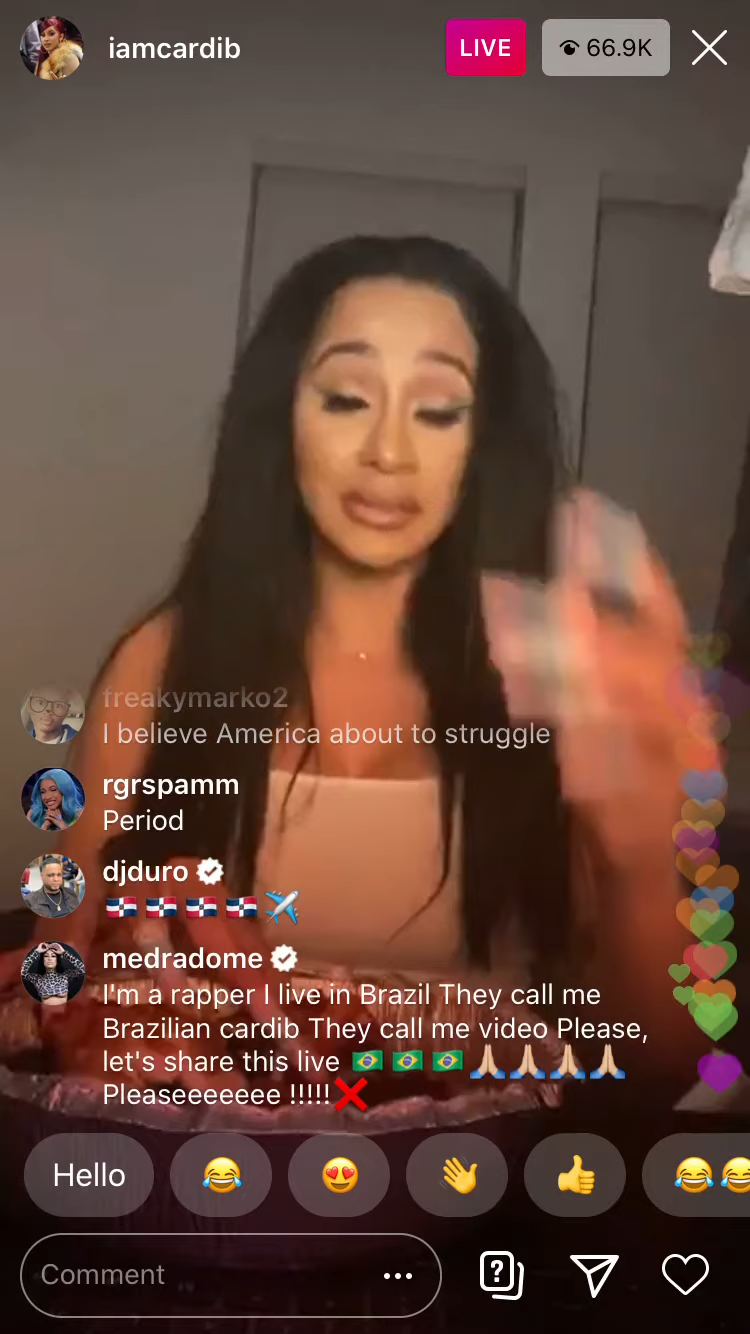 iamcardib
LIVE
66.9K
freakymarko2
I believe America about to struggle
rgrspamm
Period
djduro
🇩🇴 🇩🇴 🇩🇴 🇩🇴 ✈️
medradome
I'm a rapper I live in Brazil They call me
Brazilian cardib They call me video Please,
let's share this live 🇧🇷 🇧🇷 🇧🇷 🙏🏼🙏🏼🙏🏼🙏🏼
Pleaseeeeeee !!!!!❌
Hello 😂 😍 👋 👍 😂😂
Comment